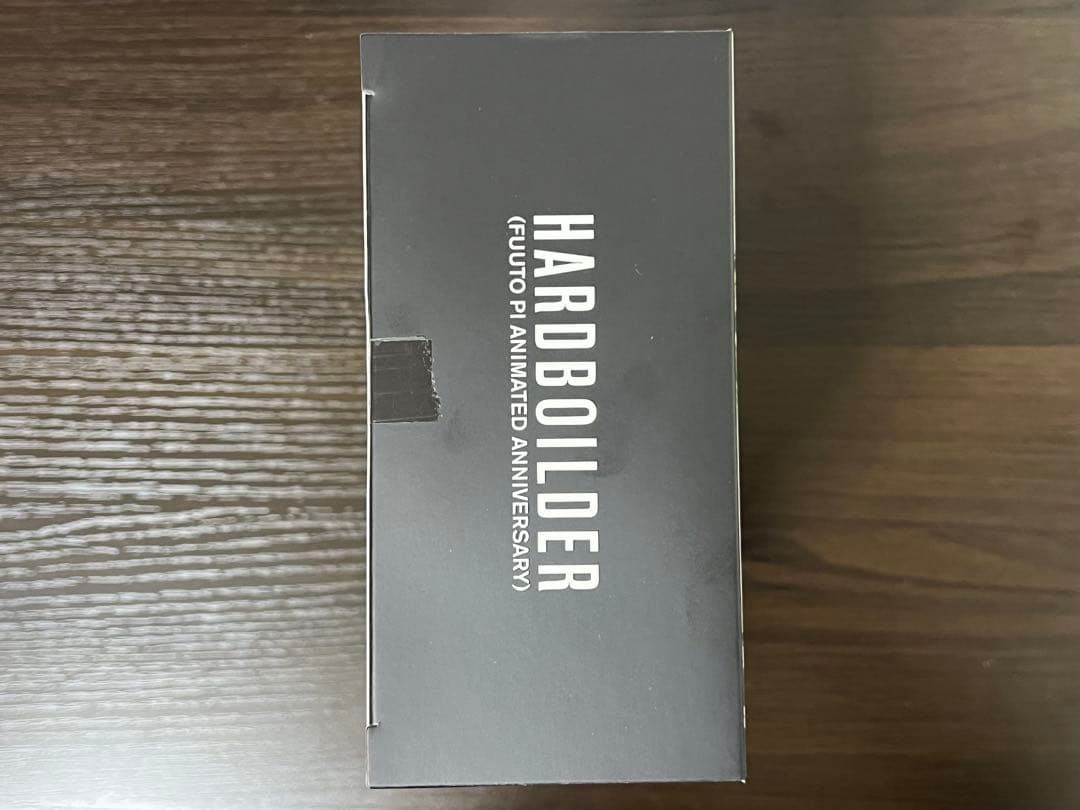 HARDBOILDER
(FUUTO PI ANIMATED ANNIVERSARY)